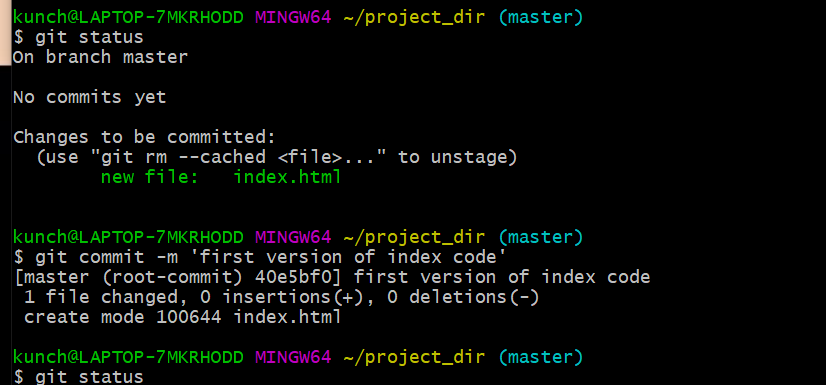 kunch@LAPTOP-7MKRHODD MINGW64 ~/project_dir (master)
$ git status
On branch master
No commits yet
Changes to be committed:
  (use "git rm --cached <file>..." to unstage)
        new file:   index.html
kunch@LAPTOP-7MKRHODD MINGW64 ~/project_dir (master)
$ git commit -m 'first version of index code'
[master (root-commit) 40e5bf0] first version of index code
 1 file changed, 0 insertions(+), 0 deletions(-)
 create mode 100644 index.html
kunch@LAPTOP-7MKRHODD MINGW64 ~/project_dir (master)
$ git status